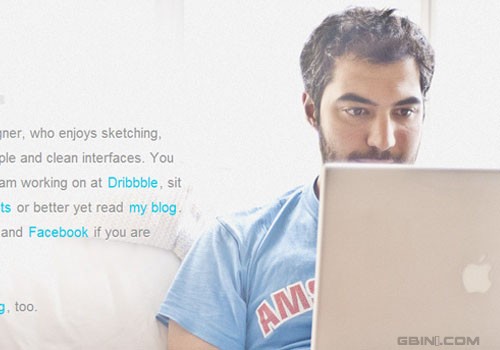 gner, who enjoys sketching,
ple and clean interfaces. You
am working on at Dribbble, sit
ts or better yet read my blog.
and Facebook if you are
g, too.
AMS
GBIN1.COM